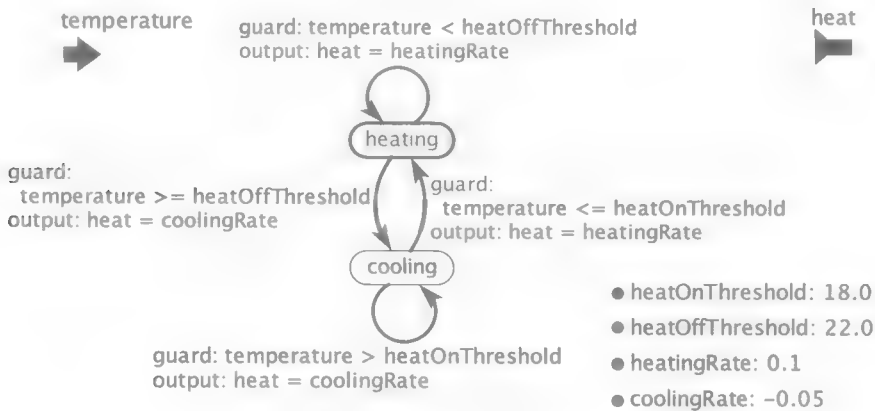 temperature
guard: temperature < heatOffThreshold
output: heat = heatingRate
heat
heating
guard:
temperature >= heatOffThreshold
output: heat = coolingRate
guard:
temperature <= heatOnThreshold
output: heat = heatingRate
cooling
guard: temperature > heatOnThreshold
output: heat = coolingRate
heatOnThreshold: 18.0
heatOffThreshold: 22.0
heatingRate: 0.1
coolingRate: -0.05